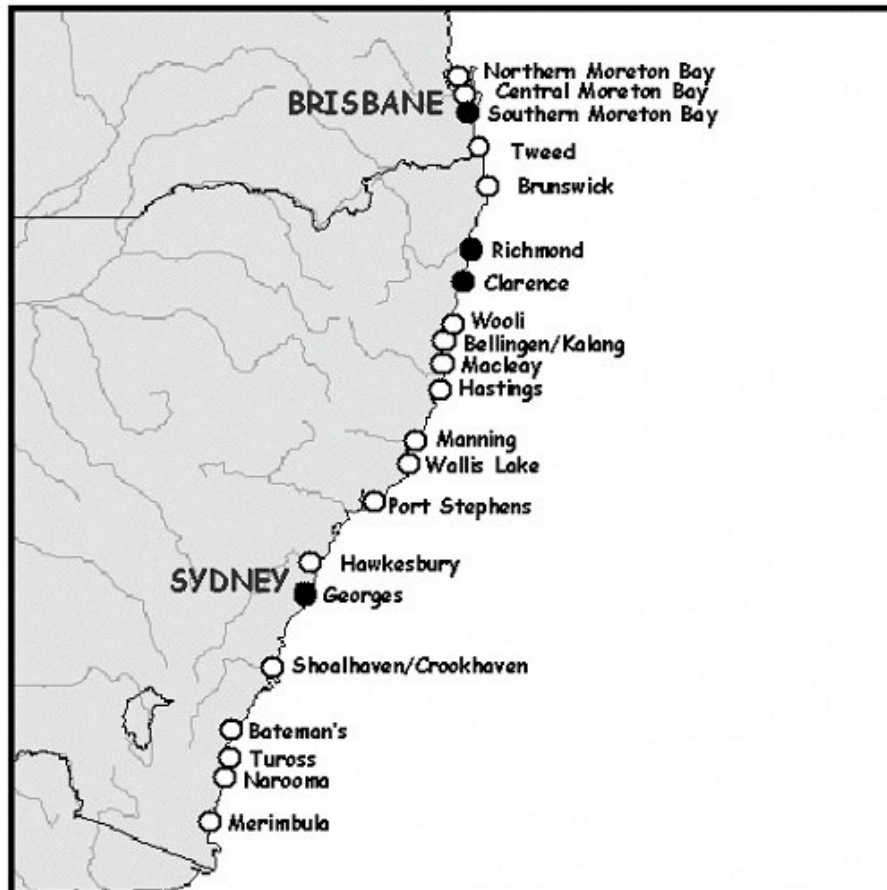 Northern Moreton Bay
Central Moreton Bay
BRISBANE
Southern Moreton Bay
Tweed
Brunswick
Richmond
Clarence
Wooli
Bellingen/Kalang
Macleay
Hastings
Manning
Wallis Lake
Port Stephens
Hawkesbury
SYDNEY
Georges
Shoalhaven/Crookhaven
Bateman's
Tuross
Narooma
Merimbula